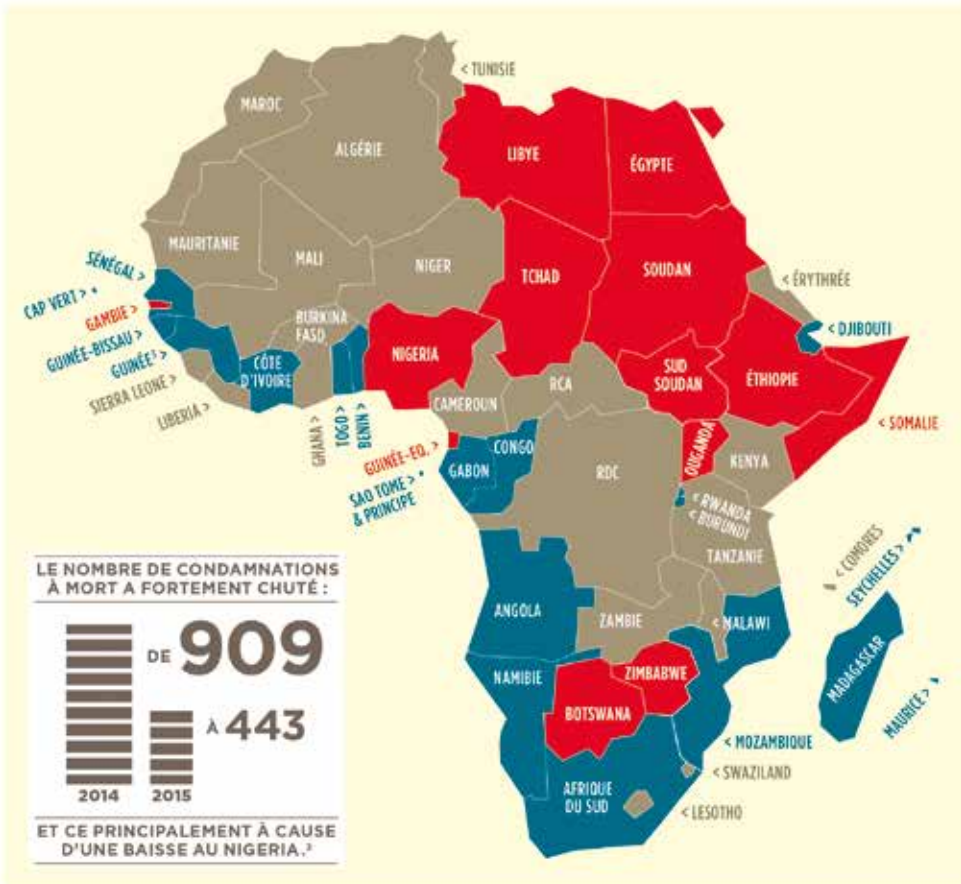 < TUNISIE
MAROC
ALGÉRIE
LIBYE
ÉGYPTE
MAURITANIE
MALI
NIGER
TCHAD
SOUDAN
< ÉRYTHRÉE
SÉNÉGAL >
CAP VERT >
GAMBIE >
GUINÉE-BISSAU >
GUINÉE¹ >
SIERRA LEONE >
LIBERIA >
CÔTE
D'IVOIRE
BURKINA
FASO
GHANA >
TOGO >
BENIN >
NIGERIA
CAMEROUN
RCA
SUD
SOUDAN
ÉTHIOPIE
< DJIBOUTI
< SOMALIE
OUGANDA
KENYA
GUINÉE-EQ. >
SAO TOME >
& PRINCIPE
GABON
CONGO
RDC
< RWANDA
< BURUNDI
TANZANIE
< COMORES
SEYCHELLES >
ANGOLA
ZAMBIE
< MALAWI
MADAGASCAR
MAURICE >
NAMIBIE
ZIMBABWE
BOTSWANA
< MOZAMBIQUE
< SWAZILAND
AFRIQUE
DU SUD
< LESOTHO
LE NOMBRE DE CONDAMNATIONS
À MORT A FORTEMENT CHUTÉ :
DE 909
À 443
2014 2015
ET CE PRINCIPALEMENT À CAUSE
D'UNE BAISSE AU NIGERIA.²